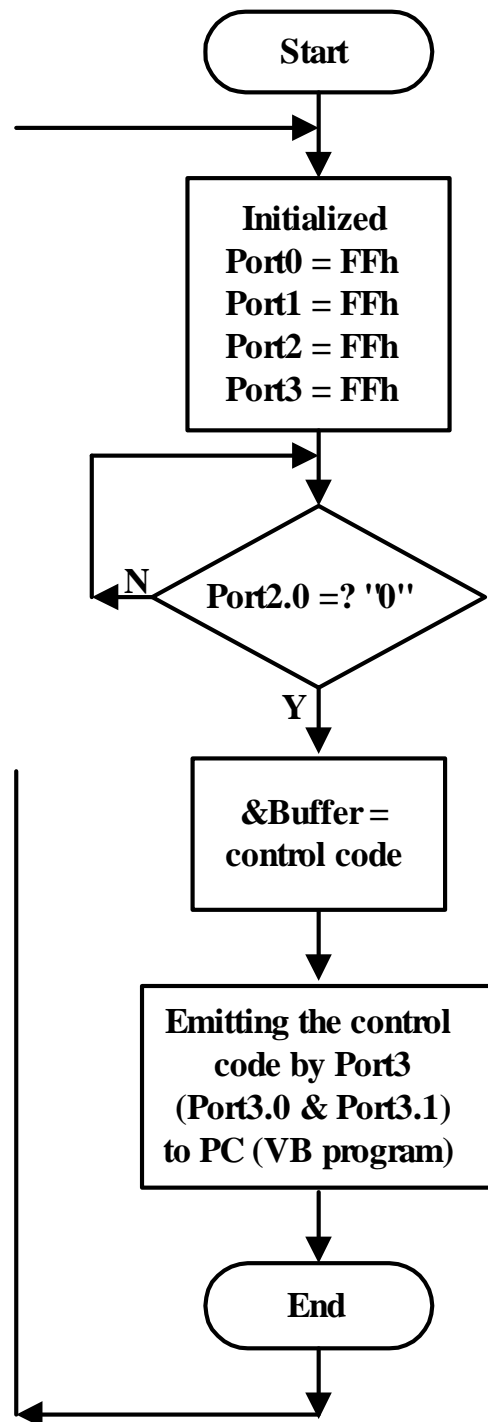 Start
Initialized
Port0 = FFh
Port1 = FFh
Port2 = FFh
Port3 = FFh
Port2.0 =? "0"
N
Y
&Buffer =
control code
Emitting the control
code by Port3
(Port3.0 & Port3.1)
to PC (VB program)
End